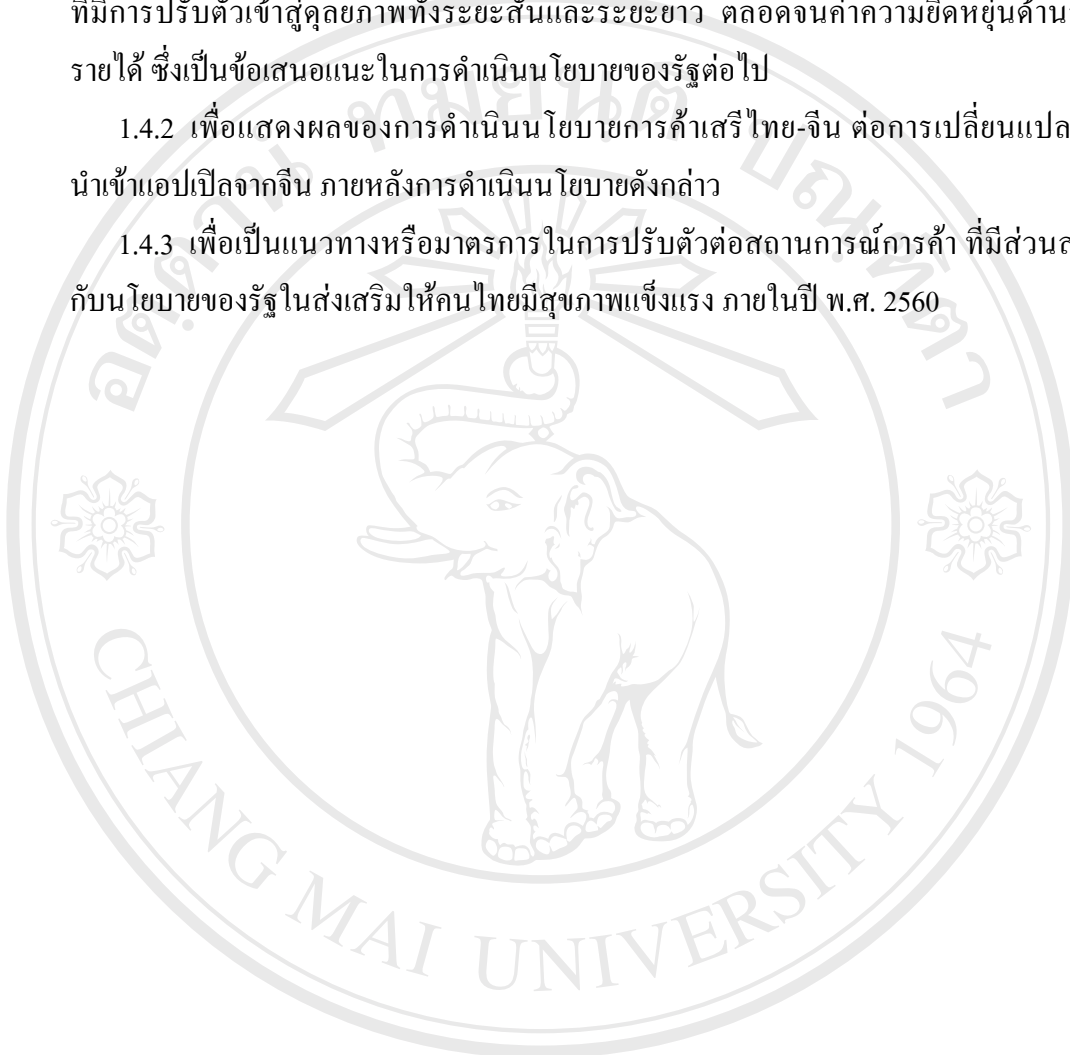 ที่มีการปรับตัวเข้าสู่ดุลยภาพทั้งระยะสั้นและระยะยาว ตลอดจนค่าความยืดหยุ่นด้าน
รายได้ ซึ่งเป็นข้อเสนอแนะในการดำเนินนโยบายของรัฐต่อไป
1.4.2 เพื่อแสดงผลของการดำเนินนโยบายการค้าเสรีไทย-จีน ต่อการเปลี่ยนแปล
นำเข้าแอปเปิลจากจีน ภายหลังการดำเนินนโยบายดังกล่าว
1.4.3 เพื่อเป็นแนวทางหรือมาตรการในการปรับตัวต่อสถานการณ์การค้า ที่มีส่วนส
กับนโยบายของรัฐในส่งเสริมให้คนไทยมีสุขภาพแข็งแรง ภายในปี พ.ศ. 2560
อตฺตานํ ทมยนฺติ ปณฺฑิตา
CHIANG MAI UNIVERSITY 1964